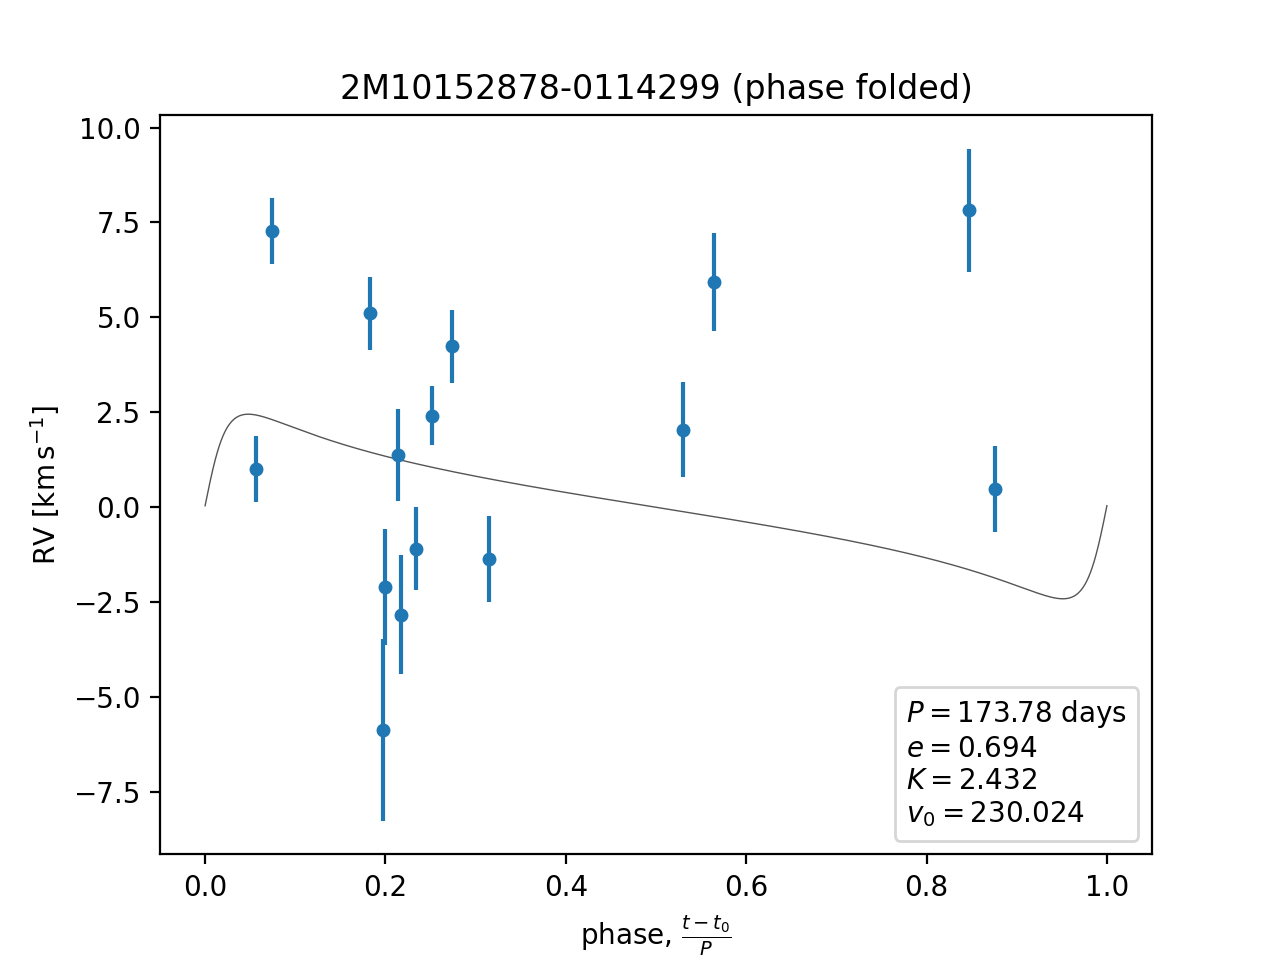 2M10152878-0114299 (phase folded)
10.0
7.5
5.0
2.5
0.0
−2.5
−5.0
−7.5
RV [km s⁻¹]
P = 173.78 days
e = 0.694
K = 2.432
v₀ = 230.024
0.0 0.2 0.4 0.6 0.8 1.0
phase, (t − t₀)/P